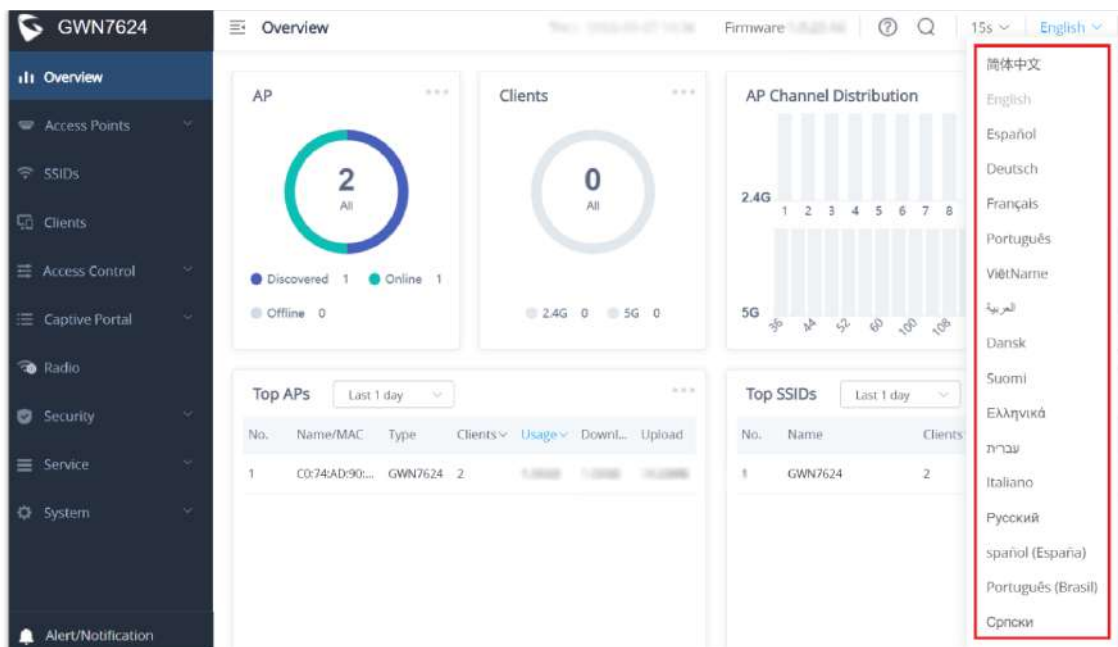 GWN7624
Overview
Firmware
15s
English
Overview
Access Points
SSIDs
Clients
Access Control
Captive Portal
Radio
Security
Service
System
Alert/Notification
AP
2
All
Discovered 1 Online 1
Offline 0
Clients
0
All
2.4G 0 5G 0
AP Channel Distribution
2.4G
1 2 3 4 5 6 7 8
5G
36 44 52 60 100 108
Top APs Last 1 day
No. Name/MAC Type Clients Usage Downl... Upload
1 C0:74:AD:90:... GWN7624 2
Top SSIDs Last 1 day
No. Name Clients
1 GWN7624 2
简体中文
English
Español
Deutsch
Français
Português
ViêtName
العربية
Dansk
Suomi
Ελληνικά
עברית
Italiano
Русский
spañol (España)
Português (Brasil)
Српски